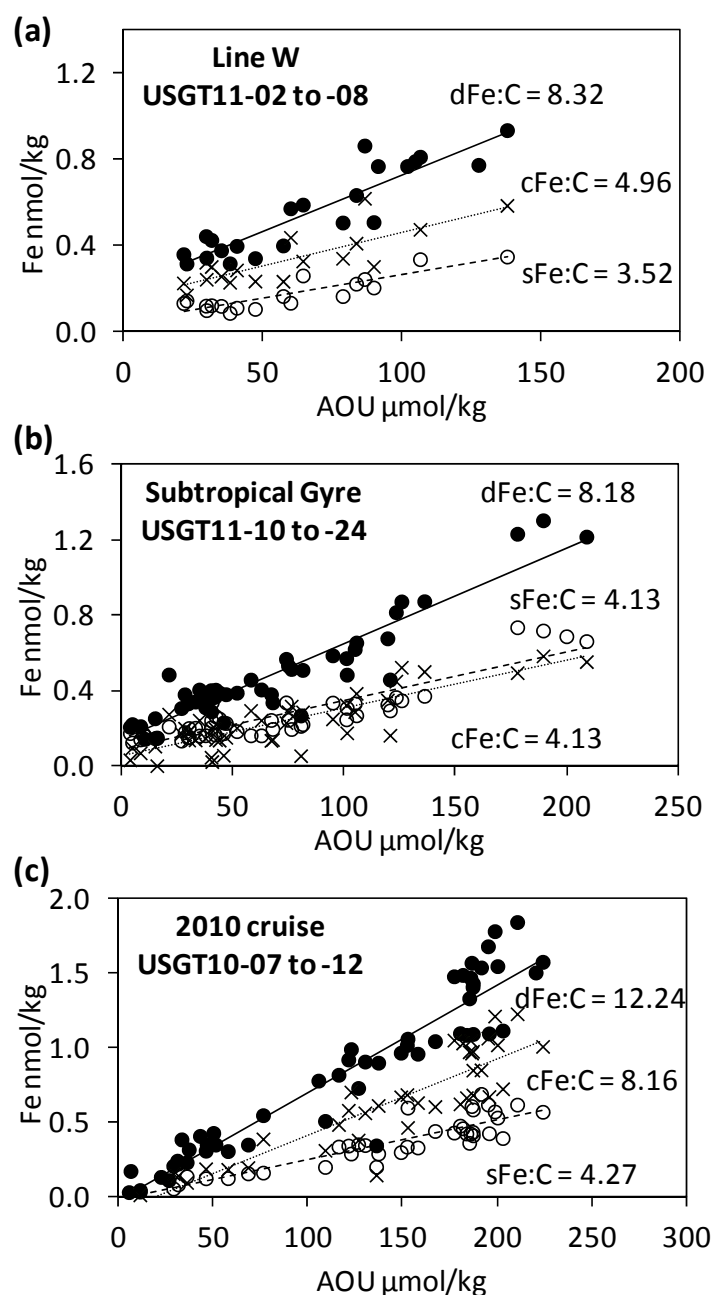 (a)
Line W
USGT11-02 to -08
dFe:C = 8.32
cFe:C = 4.96
sFe:C = 3.52
1.2
0.8
0.4
0.0
Fe nmol/kg
0 50 100 150 200
AOU µmol/kg
(b)
Subtropical Gyre
USGT11-10 to -24
dFe:C = 8.18
sFe:C = 4.13
cFe:C = 4.13
1.6
1.2
0.8
0.4
0.0
Fe nmol/kg
0 50 100 150 200 250
AOU µmol/kg
(c)
2010 cruise
USGT10-07 to -12
dFe:C = 12.24
cFe:C = 8.16
sFe:C = 4.27
2.0
1.5
1.0
0.5
0.0
Fe nmol/kg
0 50 100 150 200 250 300
AOU µmol/kg